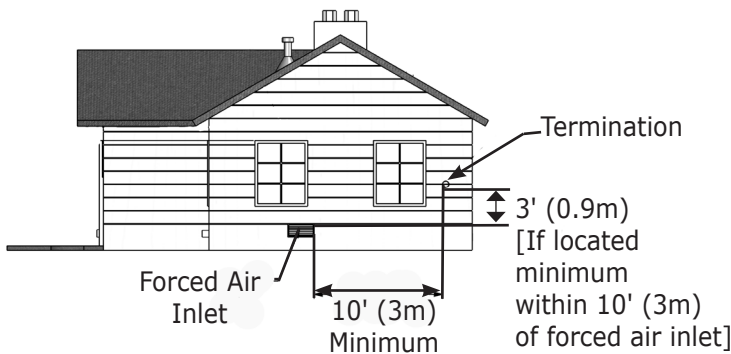 Termination
3' (0.9m)
[If located
minimum
within 10' (3m)
of forced air inlet]
Forced Air
Inlet
10' (3m)
Minimum